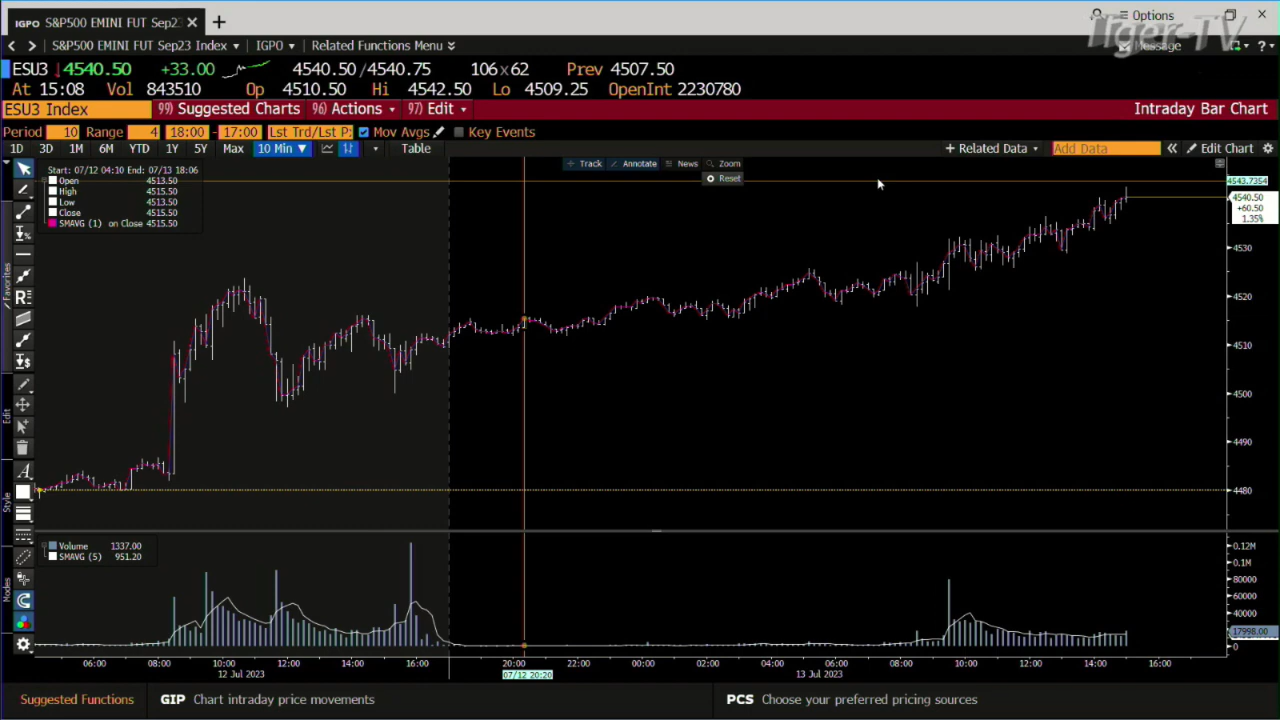 IGPO S&P500 EMINI FUT Sep23 × +
Options
Tiger-TV
S&P500 EMINI FUT Sep23 Index IGPO Related Functions Menu Message ?
ESU3 ↓4540.50 +33.00 4540.50/4540.75 106×62 Prev 4507.50
At 15:08 Vol 843510 Op 4510.50 Hi 4542.50 Lo 4509.25 OpenInt 2230780
ESU3 Index 99) Suggested Charts 96) Actions 97) Edit Intraday Bar Chart
Period 10 Range 4 18:00 - 17:00 Lst Trd/Lst P Mov Avgs Key Events
1D 3D 1M 6M YTD 1Y 5Y Max 10 Min ▼ Table + Related Data Add Data « Edit Chart
Track Annotate News Zoom
Reset
Start: 07/12 04:10 End: 07/13 18:06
Open 4513.50
High 4515.50
Low 4513.50
Close 4515.50
SMAVG (1) on Close 4515.50
4543.7354
4540.50
+60.50
1.35%
4530
4520
4510
4500
4490
4480
Favorites
Edit
Style
Modes
Volume 1337.00
SMAVG (5) 951.20
0.12M
0.1M
80000
60000
40000
17998.00
0
06:00 08:00 10:00 12:00 14:00 16:00 20:00 22:00 00:00 02:00 04:00 06:00 08:00 10:00 12:00 14:00 16:00
12 Jul 2023 07/12 20:20 13 Jul 2023
Suggested Functions GIP Chart intraday price movements PCS Choose your preferred pricing sources